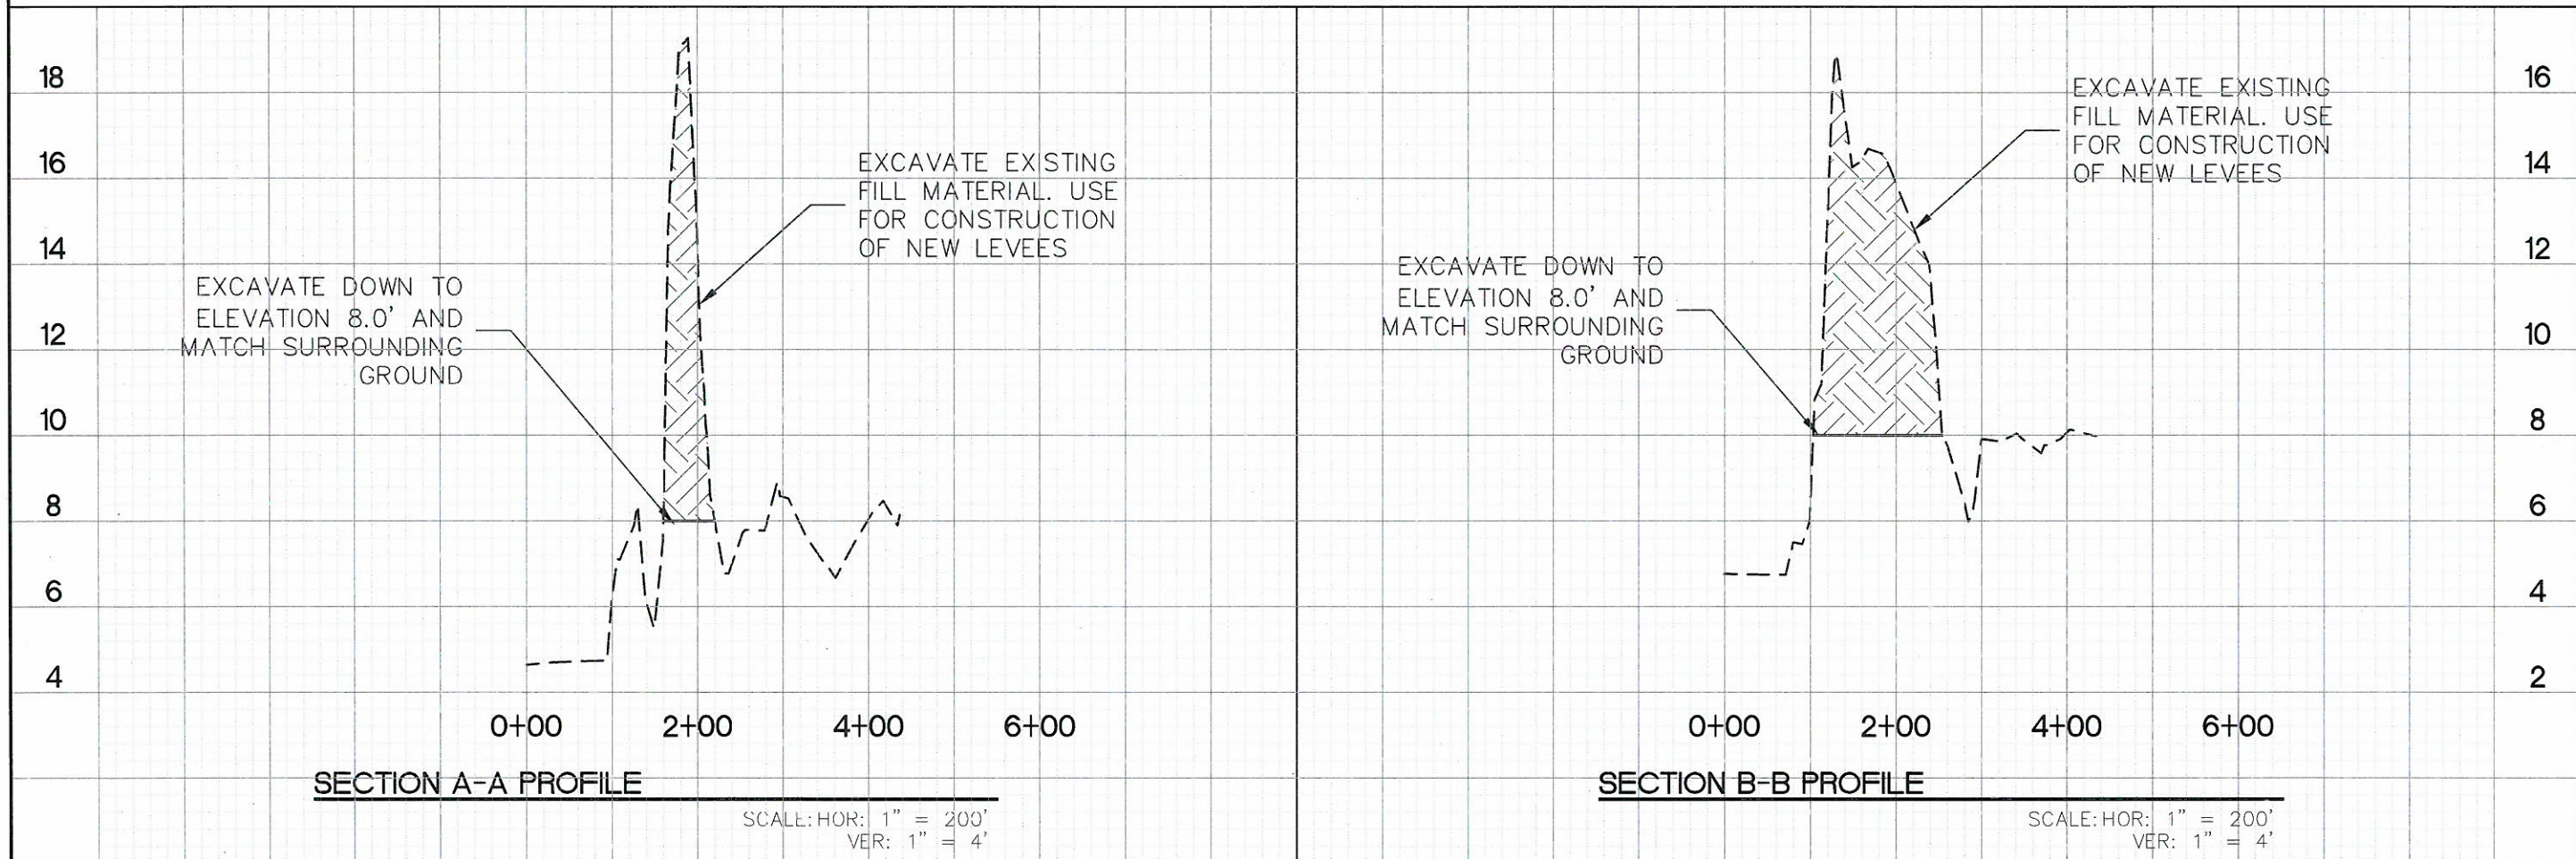 18
16
14
12
10
8
6
4
EXCAVATE EXISTING
FILL MATERIAL. USE
FOR CONSTRUCTION
OF NEW LEVEES
EXCAVATE DOWN TO
ELEVATION 8.0' AND
MATCH SURROUNDING
GROUND
0+00 2+00 4+00 6+00
SECTION A-A PROFILE
SCALE: HOR: 1" = 200'
VER: 1" = 4'
EXCAVATE EXISTING
FILL MATERIAL. USE
FOR CONSTRUCTION
OF NEW LEVEES
EXCAVATE DOWN TO
ELEVATION 8.0' AND
MATCH SURROUNDING
GROUND
16
14
12
10
8
6
4
2
0+00 2+00 4+00 6+00
SECTION B-B PROFILE
SCALE: HOR: 1" = 200'
VER: 1" = 4'